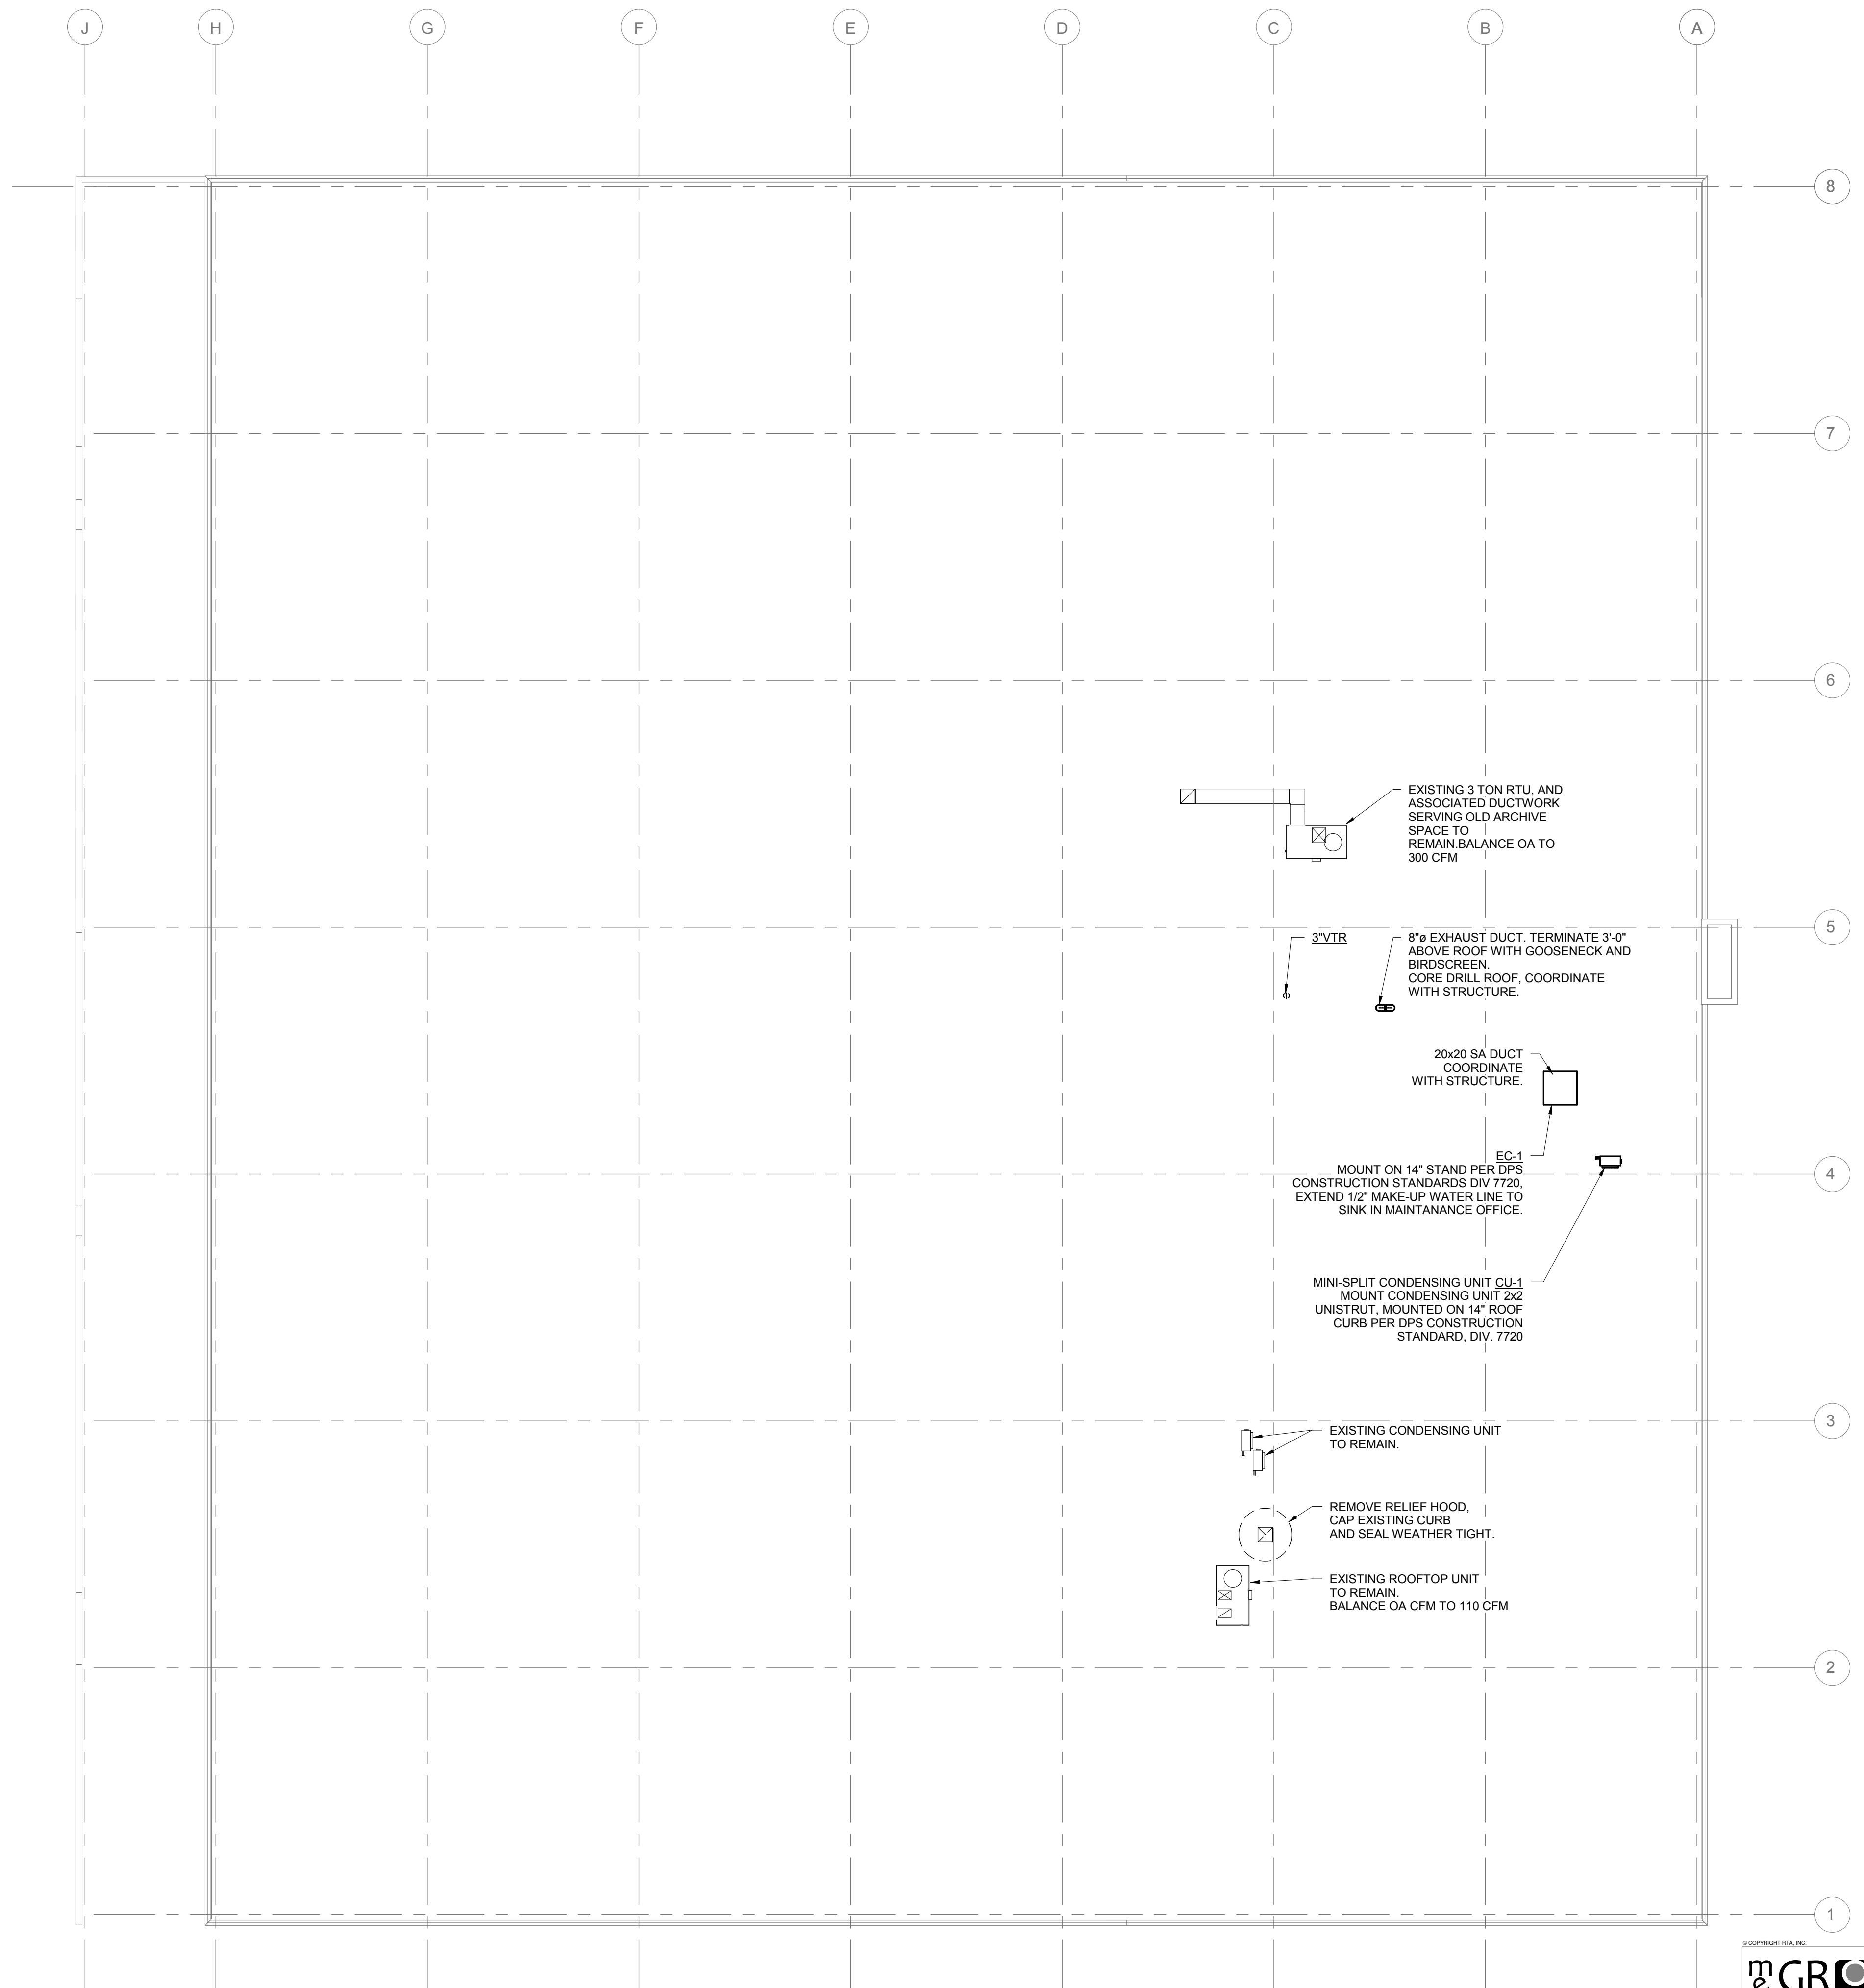 J H G F E D C B A
8
7
6
EXISTING 3 TON RTU, AND
ASSOCIATED DUCTWORK
SERVING OLD ARCHIVE
SPACE TO
REMAIN.BALANCE OA TO
300 CFM
5
3"VTR
8"ø EXHAUST DUCT. TERMINATE 3'-0"
ABOVE ROOF WITH GOOSENECK AND
BIRDSCREEN.
CORE DRILL ROOF, COORDINATE
WITH STRUCTURE.
20x20 SA DUCT
COORDINATE
WITH STRUCTURE.
EC-1
MOUNT ON 14" STAND PER DPS
CONSTRUCTION STANDARDS DIV 7720,
EXTEND 1/2" MAKE-UP WATER LINE TO
SINK IN MAINTANANCE OFFICE.
4
MINI-SPLIT CONDENSING UNIT CU-1
MOUNT CONDENSING UNIT 2x2
UNISTRUT, MOUNTED ON 14" ROOF
CURB PER DPS CONSTRUCTION
STANDARD, DIV. 7720
3
EXISTING CONDENSING UNIT
TO REMAIN.
REMOVE RELIEF HOOD,
CAP EXISTING CURB
AND SEAL WEATHER TIGHT.
EXISTING ROOFTOP UNIT
TO REMAIN.
BALANCE OA CFM TO 110 CFM
2
1
© COPYRIGHT RTA, INC.
me GR